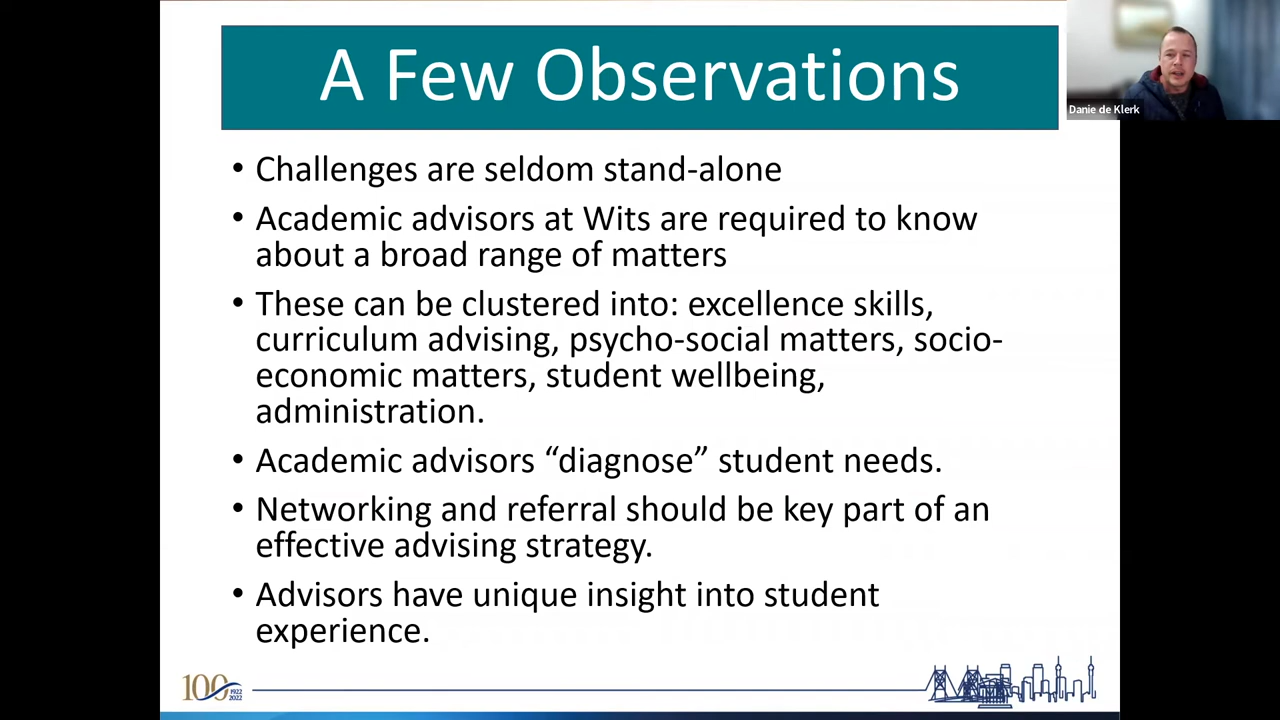 A Few Observations
Danie de Klerk
• Challenges are seldom stand-alone
• Academic advisors at Wits are required to know
about a broad range of matters
• These can be clustered into: excellence skills,
curriculum advising, psycho-social matters, socio-
economic matters, student wellbeing,
administration.
• Academic advisors “diagnose” student needs.
• Networking and referral should be key part of an
effective advising strategy.
• Advisors have unique insight into student
experience.
100 1922
2022